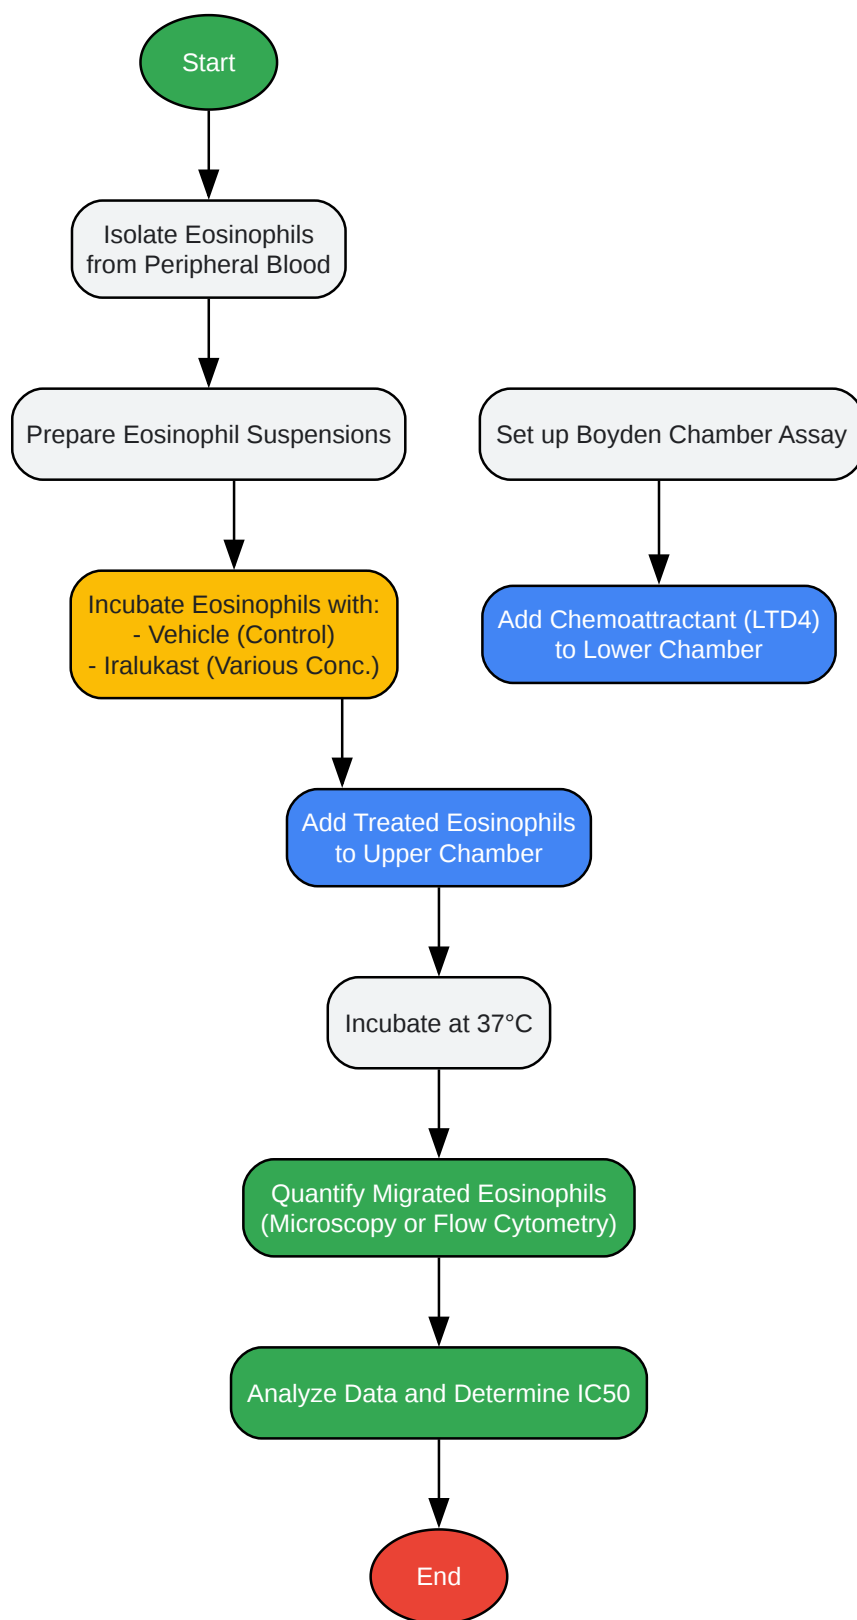 Start
Isolate Eosinophils
from Peripheral Blood
Prepare Eosinophil Suspensions
Set up Boyden Chamber Assay
Incubate Eosinophils with:
- Vehicle (Control)
- Iralukast (Various Conc.)
Add Chemoattractant (LTD4)
to Lower Chamber
Add Treated Eosinophils
to Upper Chamber
Incubate at 37°C
Quantify Migrated Eosinophils
(Microscopy or Flow Cytometry)
Analyze Data and Determine IC50
End